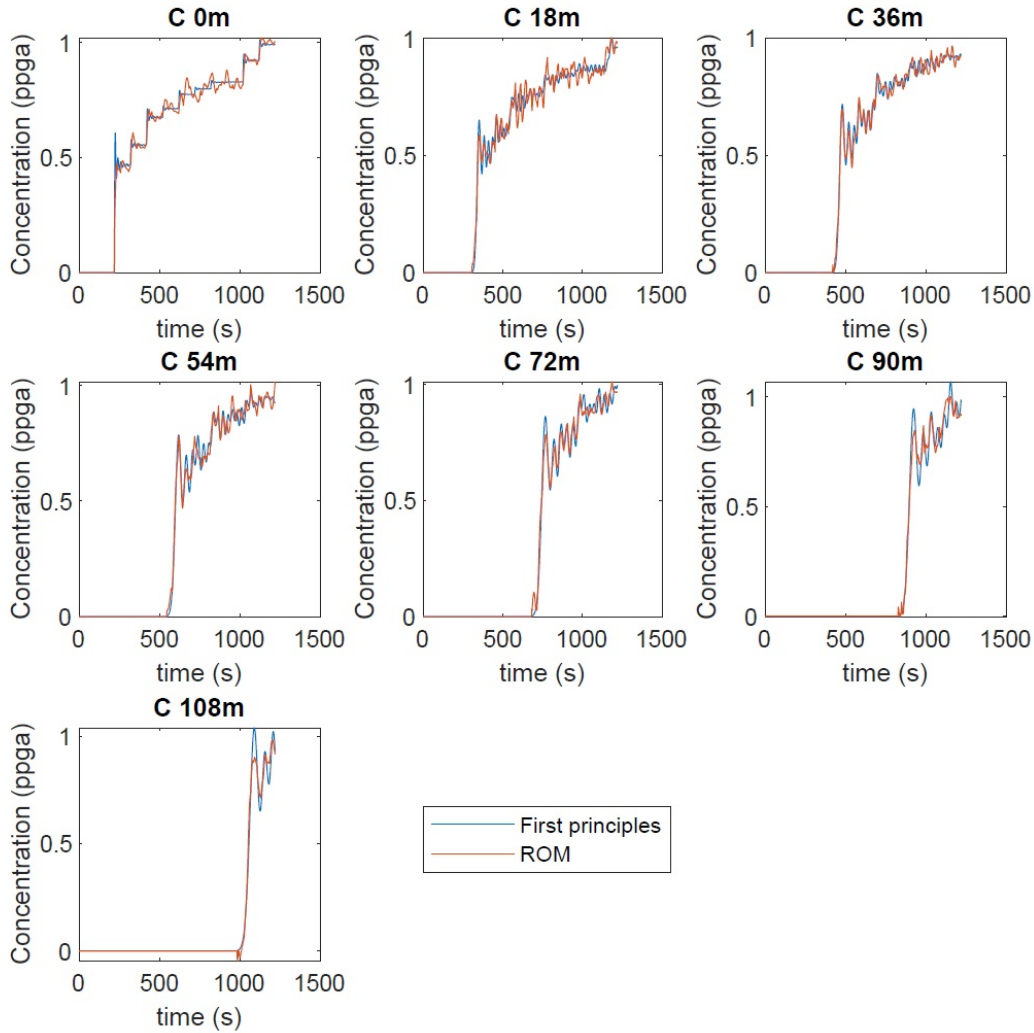 C 0m
Concentration (ppga)
1
0.5
0
0 500 1000 1500
time (s)
C 18m
Concentration (ppga)
1
0.5
0
0 500 1000 1500
time (s)
C 36m
Concentration (ppga)
1
0.5
0
0 500 1000 1500
time (s)
C 54m
Concentration (ppga)
1
0.5
0
0 500 1000 1500
time (s)
C 72m
Concentration (ppga)
1
0.5
0
0 500 1000 1500
time (s)
C 90m
Concentration (ppga)
1
0.5
0
0 500 1000 1500
time (s)
C 108m
Concentration (ppga)
1
0.5
0
0 500 1000 1500
time (s)
First principles
ROM